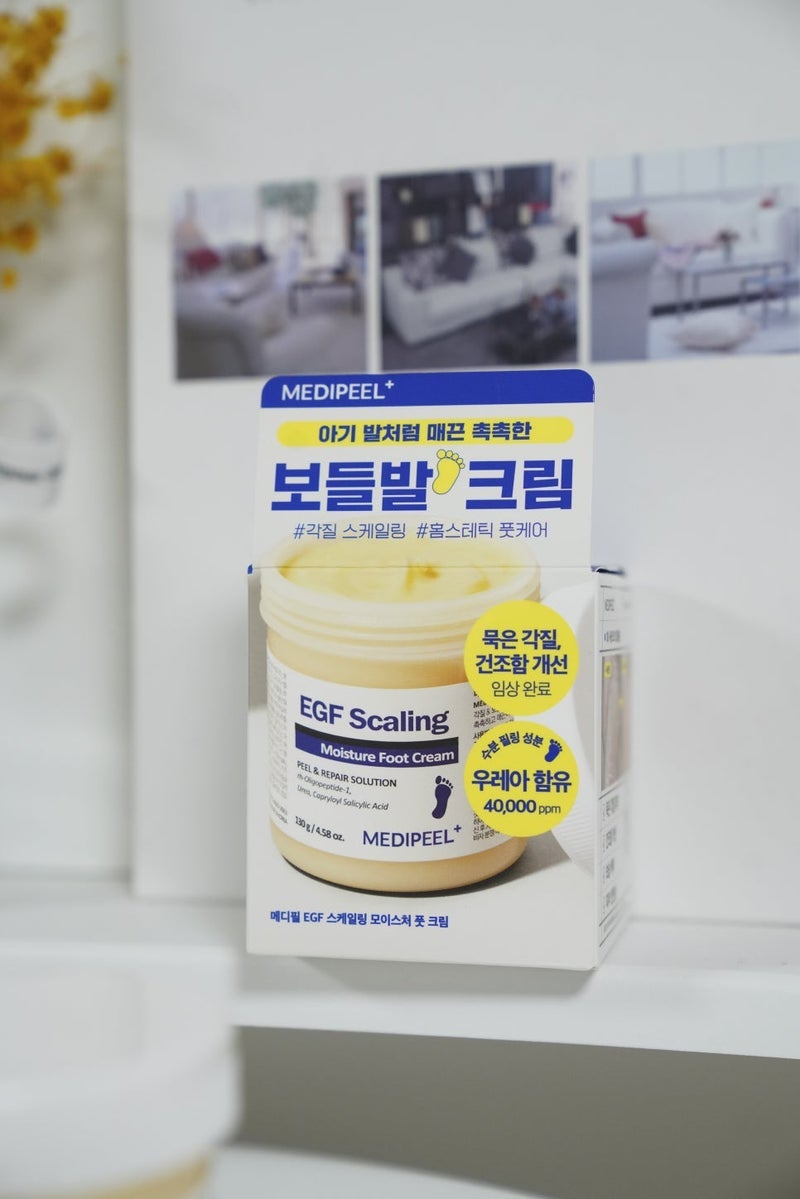 MEDIPEEL+
아기 발처럼 매끈 촉촉한
보들발 크림
#각질 스케일링 #홈스테틱 풋케어
묵은 각질,
건조함 개선
임상 완료
EGF Scaling
Moisture Foot Cream
PEEL & REPAIR SOLUTION
rh-Oligopeptide-1,
Urea, Capryloyl Salicylic Acid
130g / 4.58 oz.
MEDIPEEL+
수분 필링 성분
우레아 함유
40,000 ppm
메디필 EGF 스케일링 모이스처 풋 크림